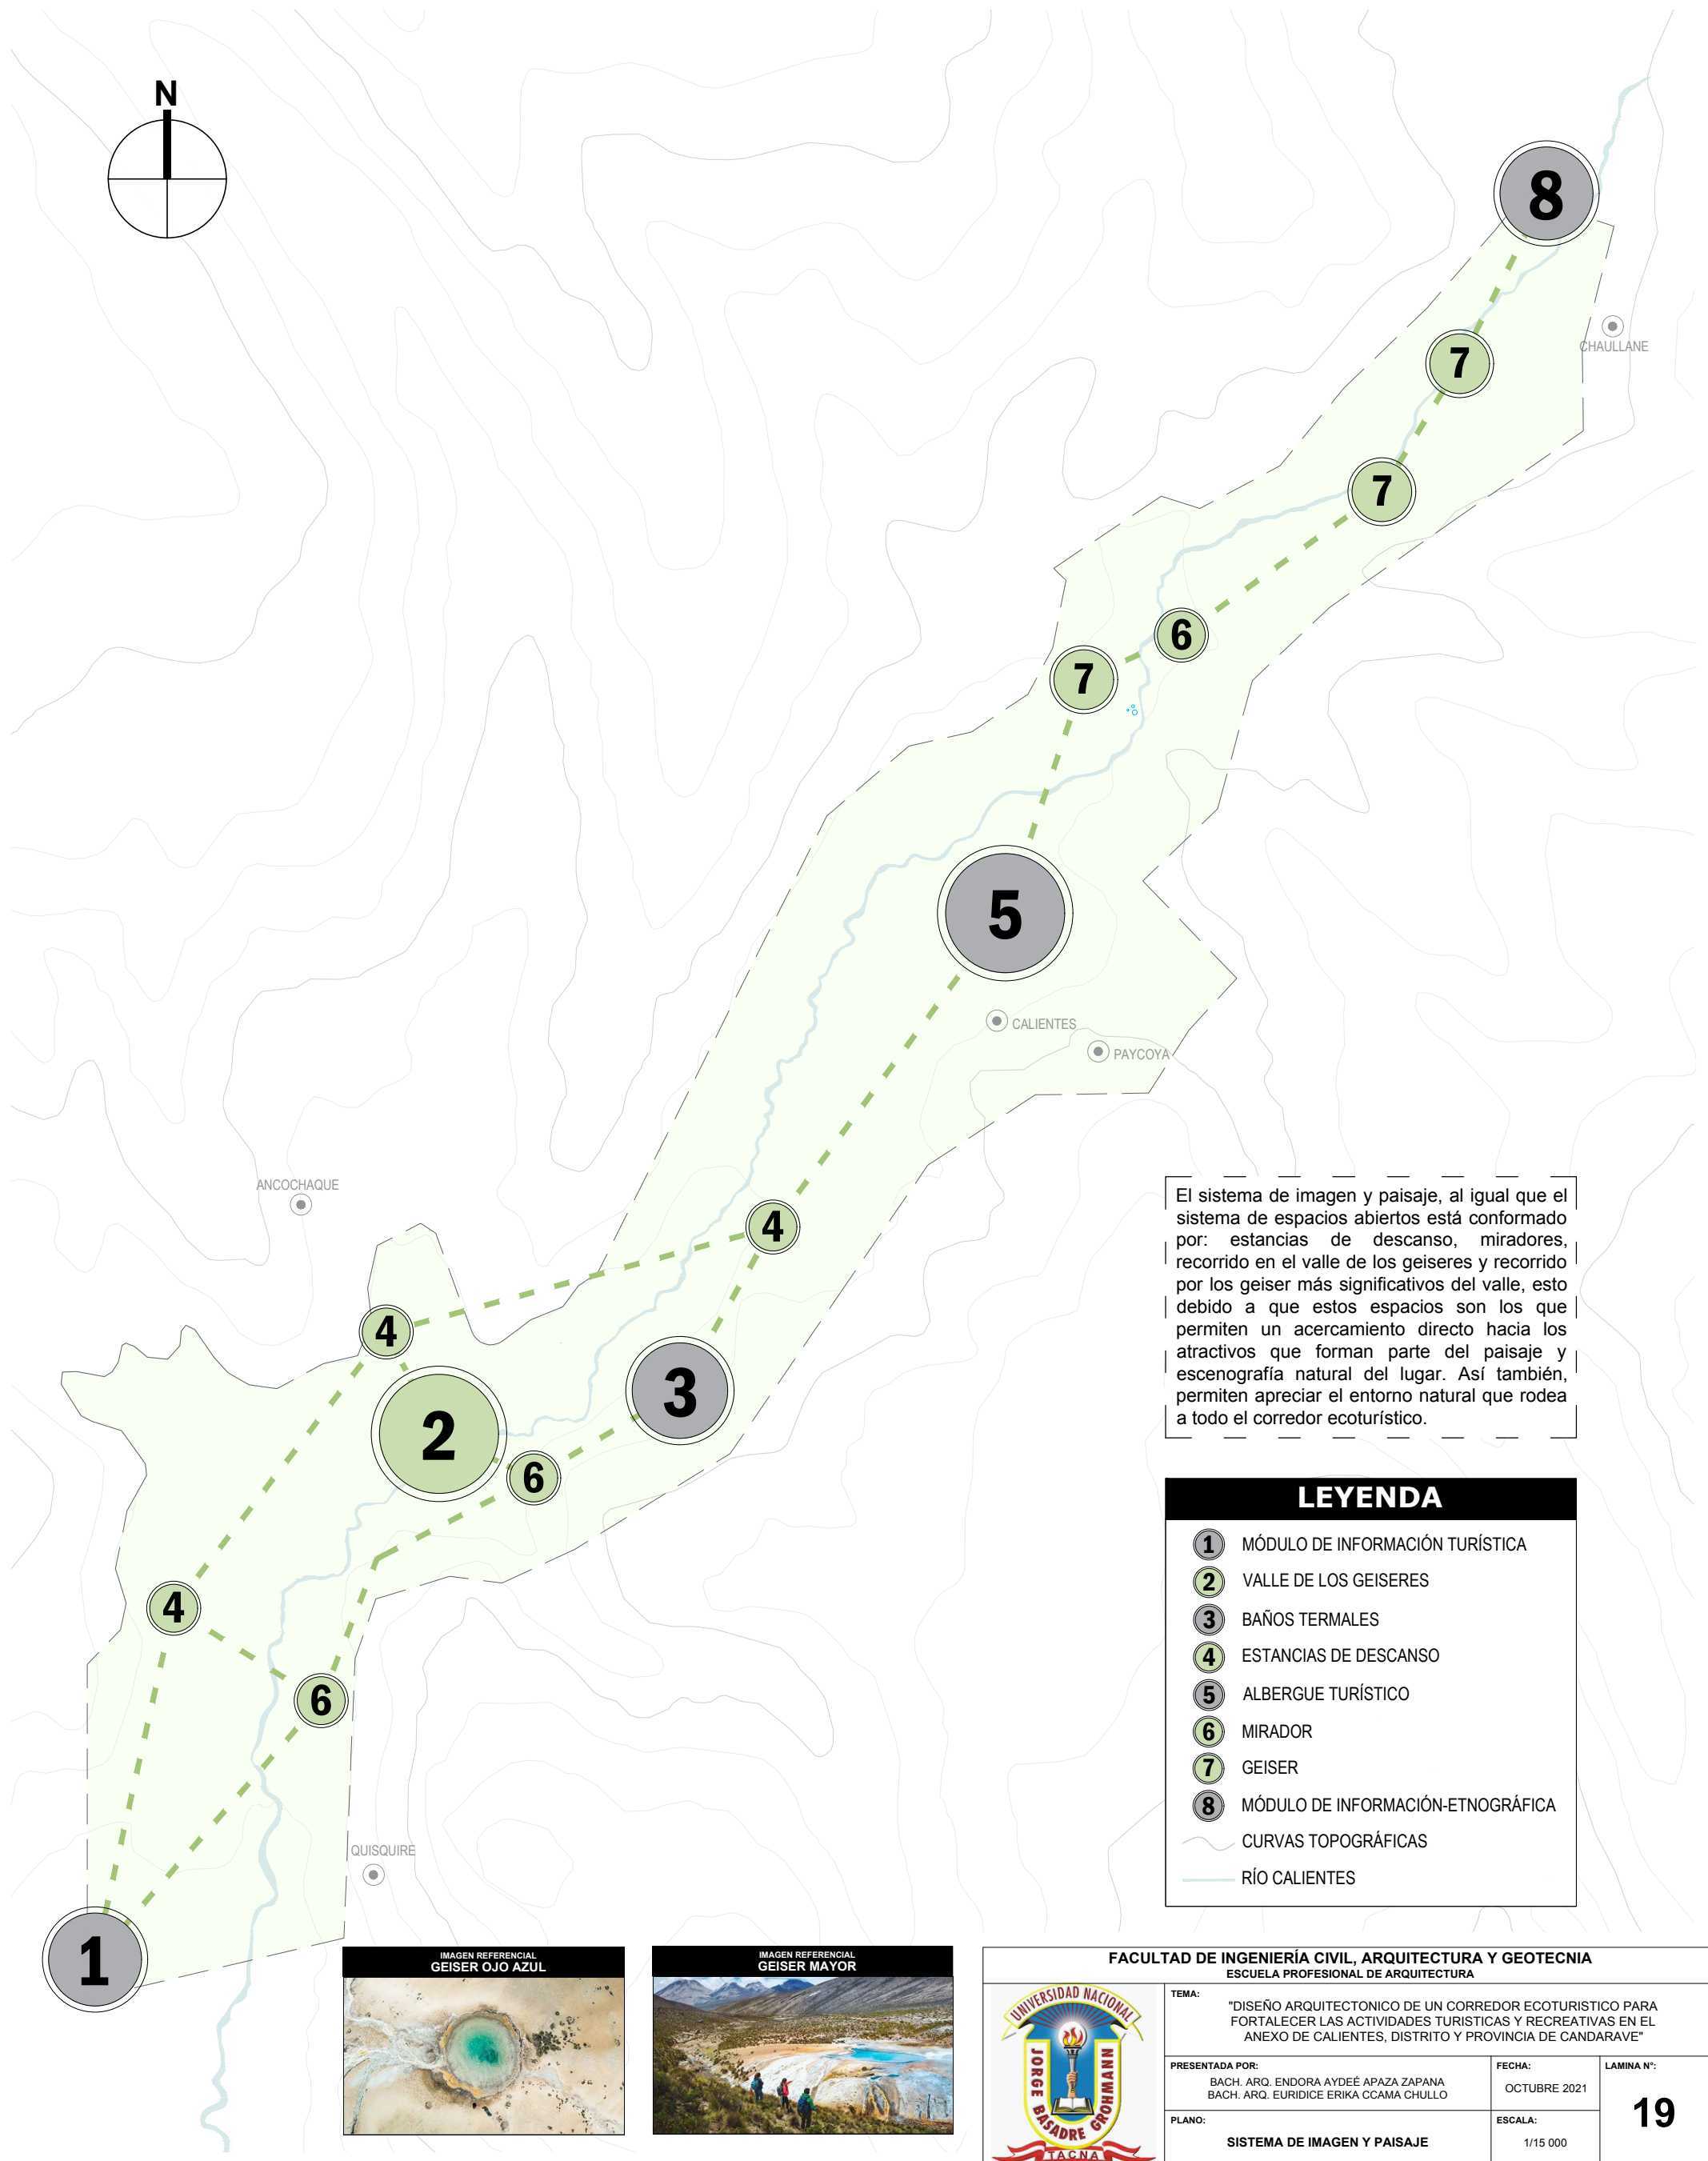 N
8
CHAULLANE
7
7
6
7
5
CALIENTES
PAYCOYA
ANCOCHAQUE
4
4
3
2
6
4
6
QUISQUIRE
1
El sistema de imagen y paisaje, al igual que el
sistema de espacios abiertos está conformado
por: estancias de descanso, miradores,
recorrido en el valle de los geiseres y recorrido
por los geiser más significativos del valle, esto
debido a que estos espacios son los que
permiten un acercamiento directo hacia los
atractivos que forman parte del paisaje y
escenografía natural del lugar. Así también,
permiten apreciar el entorno natural que rodea
a todo el corredor ecoturístico.
LEYENDA
1 MÓDULO DE INFORMACIÓN TURÍSTICA
2 VALLE DE LOS GEISERES
3 BAÑOS TERMALES
4 ESTANCIAS DE DESCANSO
5 ALBERGUE TURÍSTICO
6 MIRADOR
7 GEISER
8 MÓDULO DE INFORMACIÓN-ETNOGRÁFICA
CURVAS TOPOGRÁFICAS
RÍO CALIENTES
IMAGEN REFERENCIAL
GEISER OJO AZUL
IMAGEN REFERENCIAL
GEISER MAYOR
FACULTAD DE INGENIERÍA CIVIL, ARQUITECTURA Y GEOTECNIA
ESCUELA PROFESIONAL DE ARQUITECTURA
UNIVERSIDAD NACIONAL
JORGE BASADRE GROHMANN
TACNA
TEMA:
"DISEÑO ARQUITECTONICO DE UN CORREDOR ECOTURISTICO PARA
FORTALECER LAS ACTIVIDADES TURISTICAS Y RECREATIVAS EN EL
ANEXO DE CALIENTES, DISTRITO Y PROVINCIA DE CANDARAVE"
PRESENTADA POR:
BACH. ARQ. ENDORA AYDEÉ APAZA ZAPANA
BACH. ARQ. EURIDICE ERIKA CCAMA CHULLO
FECHA:
OCTUBRE 2021
LAMINA N°:
19
PLANO:
SISTEMA DE IMAGEN Y PAISAJE
ESCALA:
1/15 000